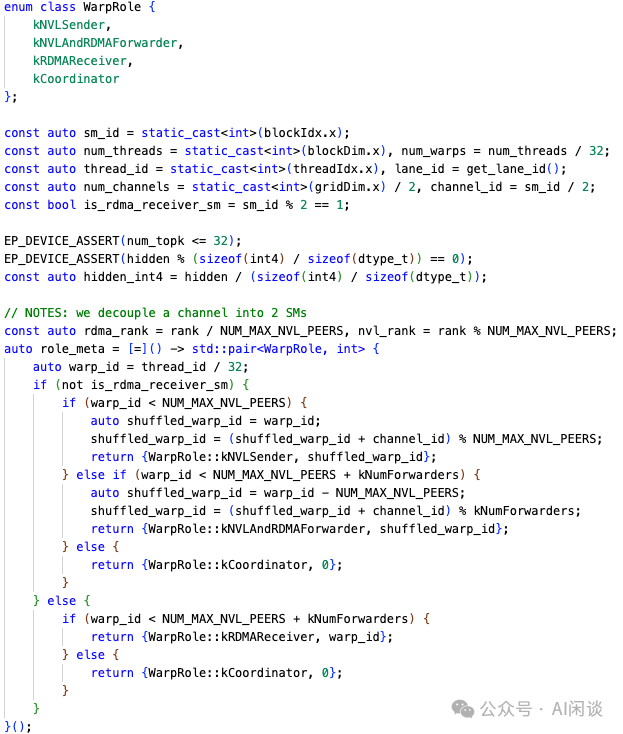 enum class WarpRole {
    kNVLSender,
    kNVLAndRDMAForwarder,
    kRDMAReceiver,
    kCoordinator
};

const auto sm_id = static_cast<int>(blockIdx.x);
const auto num_threads = static_cast<int>(blockDim.x), num_warps = num_threads / 32;
const auto thread_id = static_cast<int>(threadIdx.x), lane_id = get_lane_id();
const auto num_channels = static_cast<int>(gridDim.x) / 2, channel_id = sm_id / 2;
const bool is_rdma_receiver_sm = sm_id % 2 == 1;

EP_DEVICE_ASSERT(num_topk <= 32);
EP_DEVICE_ASSERT(hidden % (sizeof(int4) / sizeof(dtype_t)) == 0);
const auto hidden_int4 = hidden / (sizeof(int4) / sizeof(dtype_t));

// NOTES: we decouple a channel into 2 SMs
const auto rdma_rank = rank / NUM_MAX_NVL_PEERS, nvl_rank = rank % NUM_MAX_NVL_PEERS;
auto role_meta = [=]() -> std::pair<WarpRole, int> {
    auto warp_id = thread_id / 32;
    if (not is_rdma_receiver_sm) {
        if (warp_id < NUM_MAX_NVL_PEERS) {
            auto shuffled_warp_id = warp_id;
            shuffled_warp_id = (shuffled_warp_id + channel_id) % NUM_MAX_NVL_PEERS;
            return {WarpRole::kNVLSender, shuffled_warp_id};
        } else if (warp_id < NUM_MAX_NVL_PEERS + kNumForwarders) {
            auto shuffled_warp_id = warp_id - NUM_MAX_NVL_PEERS;
            shuffled_warp_id = (shuffled_warp_id + channel_id) % kNumForwarders;
            return {WarpRole::kNVLAndRDMAForwarder, shuffled_warp_id};
        } else {
            return {WarpRole::kCoordinator, 0};
        }
    } else {
        if (warp_id < NUM_MAX_NVL_PEERS + kNumForwarders) {
            return {WarpRole::kRDMAReceiver, warp_id};
        } else {
            return {WarpRole::kCoordinator, 0};
        }
    }
}();
公众号 · AI闲谈